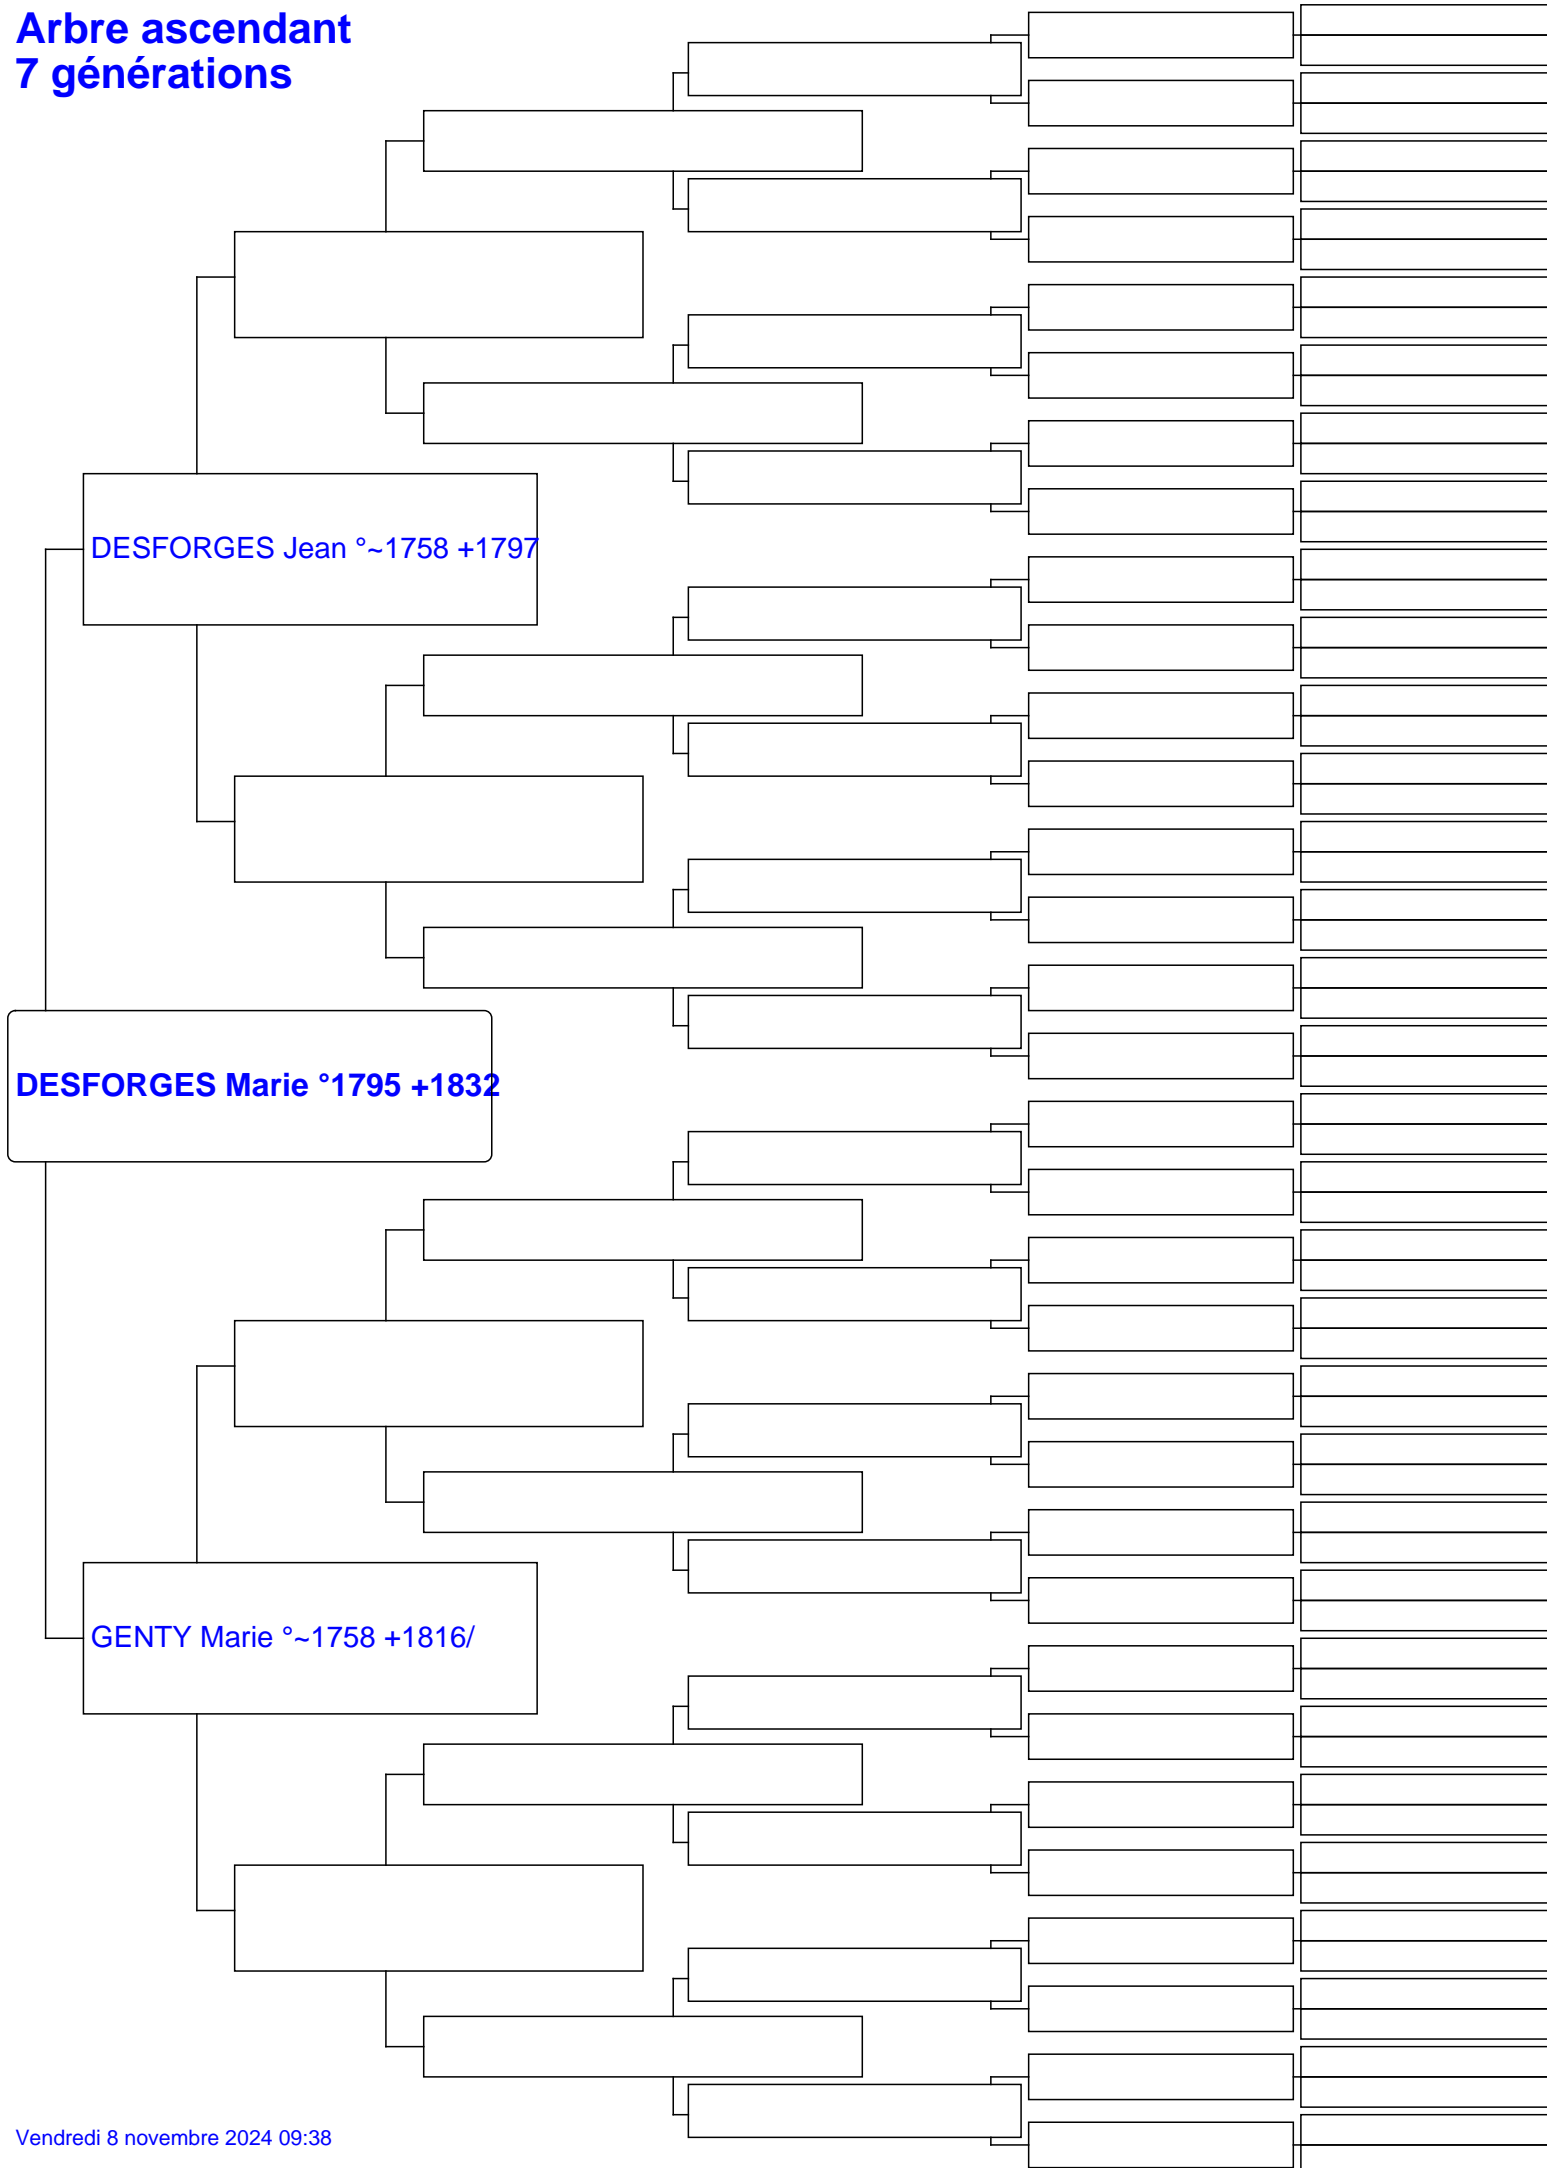 Arbre ascendant
7 générations
DESFORGES Jean °~1758 +1797
DESFORGES Marie °1795 +1832
GENTY Marie °~1758 +1816/
Vendredi 8 novembre 2024 09:38